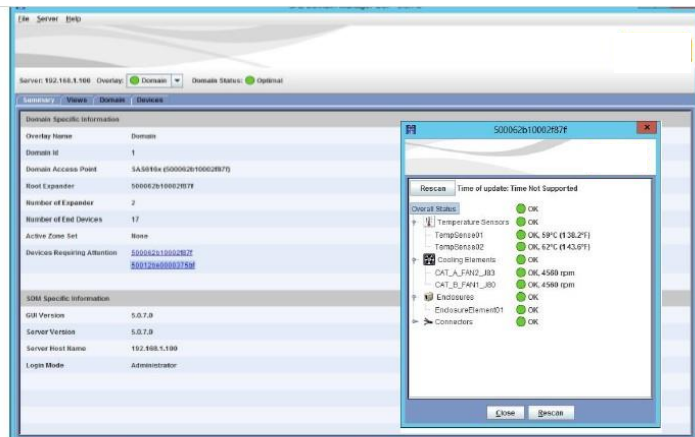 File Server Help
Server: 192.168.1.100 Overlay: Domain Domain Status: Optimal
Summary Views Domain Devices
Domain Specific Information
Overlay Name Domain
Domain Id 1
Domain Access Point SAS6160 (500062b10002f87f)
Root Expander 500062b10002f87f
Number of Expander 2
Number of End Devices 17
Active Zone Set None
Devices Requiring Attention 500062b10002f87f
SDM Specific Information
GUI Version 5.0.7.0
Server Version 5.0.7.0
Server Host Name 192.168.1.100
Login Mode Administrator
500062b10002f87f
Rescan Time of update: Time Not Supported
Overall Status OK
Temperature Sensors OK
TempSense01 OK, 59°C (138.2°F)
TempSense02 OK, 62°C (143.6°F)
Cooling Elements OK
CAT_A_FAN2_J83 OK, 4500 rpm
CAT_B_FAN1_J80 OK, 4560 rpm
Enclosures OK
EnclosureElement01 OK
Connectors OK
Close Rescan